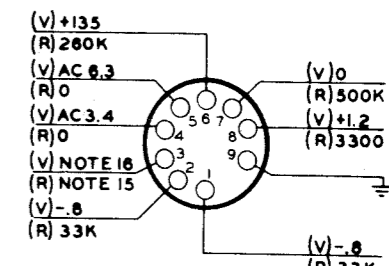 (V) +135
(R) 260K
(V) AC 6.3
(R) 0
(V) AC 3.4
(R) 0
(V) NOTE 16
(R) NOTE 15
(V) -.8
(R) 33K
5 6 7
4 8
3 9
2 1
(V) 0
(R) 500K
(V) +1.2
(R) 3300
(V) -.8
(R) 33K